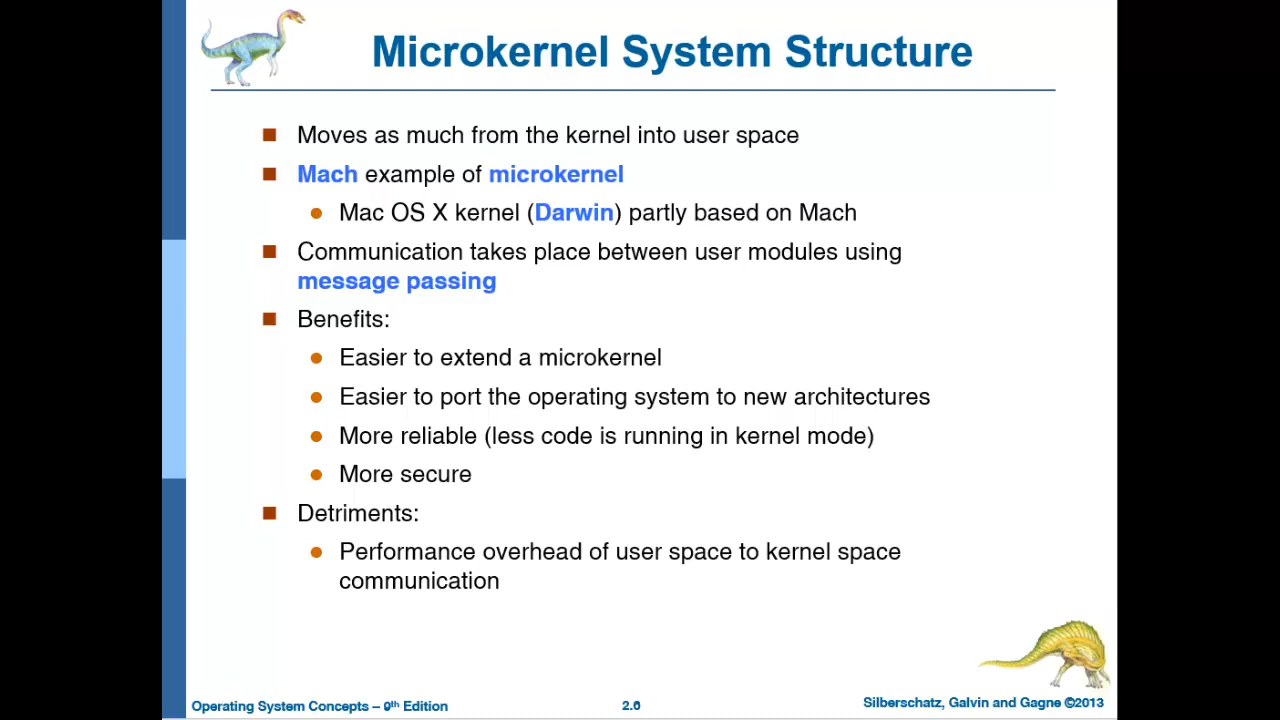 Microkernel System Structure
Moves as much from the kernel into user space
Mach example of microkernel
Mac OS X kernel (Darwin) partly based on Mach
Communication takes place between user modules using
message passing
Benefits:
Easier to extend a microkernel
Easier to port the operating system to new architectures
More reliable (less code is running in kernel mode)
More secure
Detriments:
Performance overhead of user space to kernel space
communication
Operating System Concepts – 9th Edition
2.6
Silberschatz, Galvin and Gagne ©2013